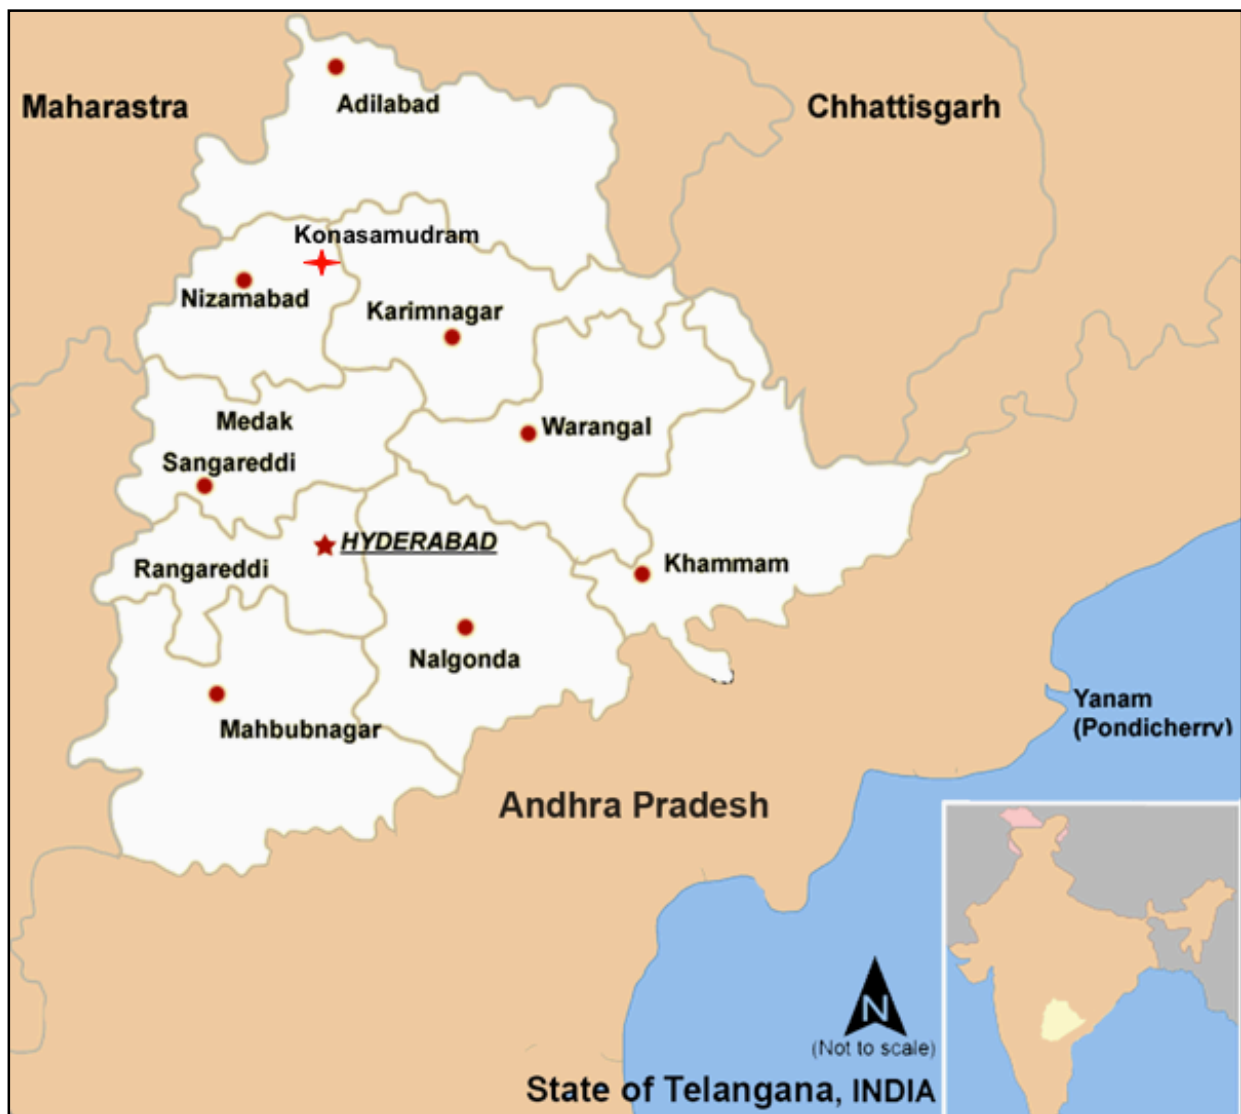 Maharastra
Chhattisgarh
Adilabad
Konasamudram
Nizamabad
Karimnagar
Medak
Warangal
Sangareddi
HYDERABAD
Rangareddi
Khammam
Nalgonda
Mahbubnagar
Yanam
(Pondicherry)
Andhra Pradesh
N
(Not to scale)
State of Telangana, INDIA